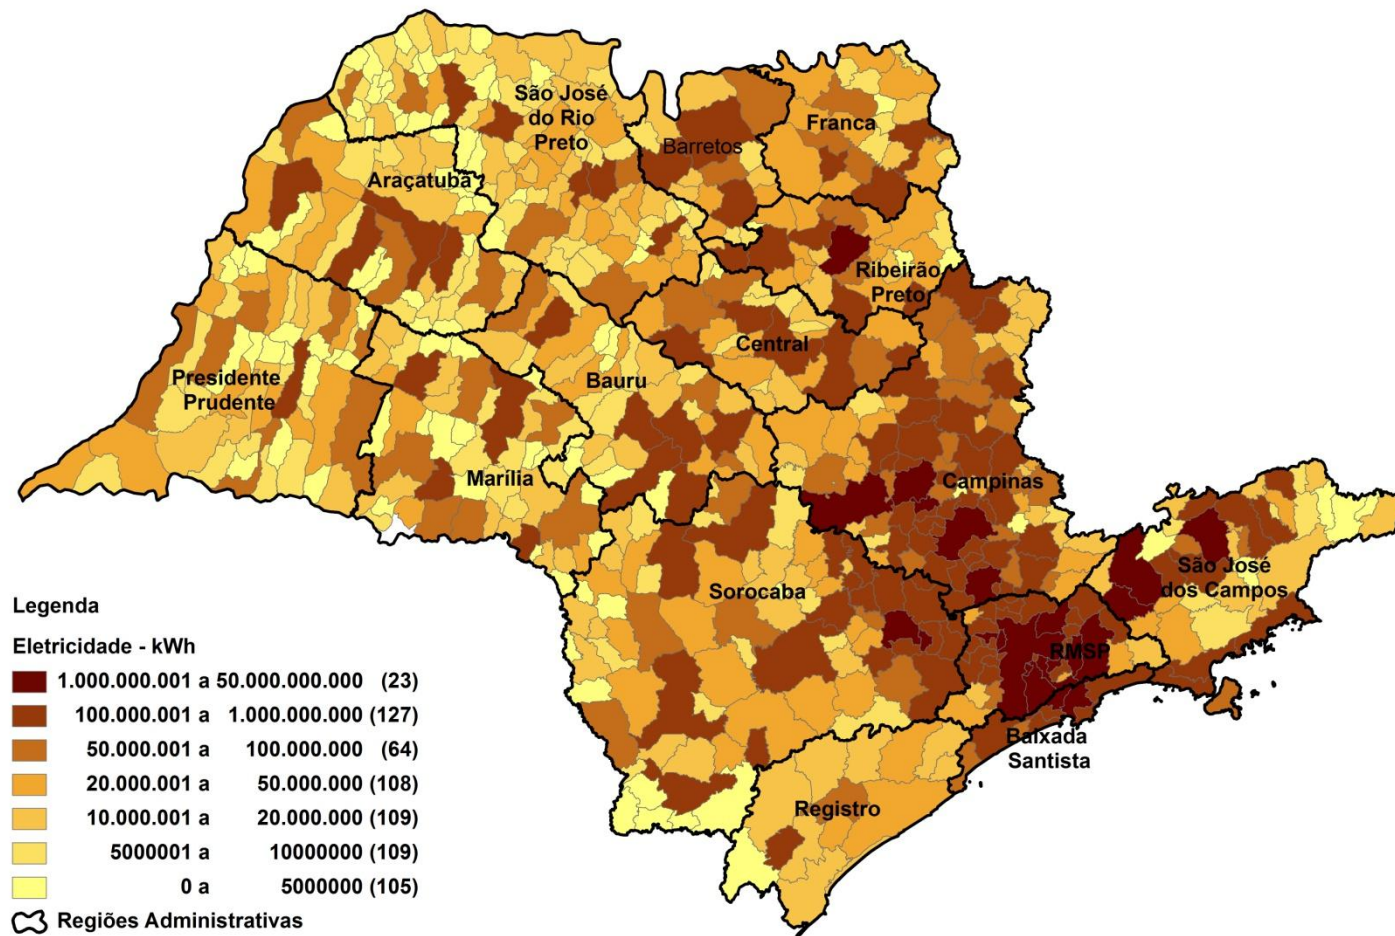 São José
do Rio
Preto
Franca
Barretos
Araçatuba
Ribeirão
Preto
Central
Bauru
Presidente
Prudente
Marília
Campinas
São José
dos Campos
Sorocaba
RMSP
Baixada
Santista
Registro
Legenda
Eletricidade - kWh
1.000.000.001 a 50.000.000.000 (23)
100.000.001 a 1.000.000.000 (127)
50.000.001 a 100.000.000 (64)
20.000.001 a 50.000.000 (108)
10.000.001 a 20.000.000 (109)
5000001 a 10000000 (109)
0 a 5000000 (105)
Regiões Administrativas